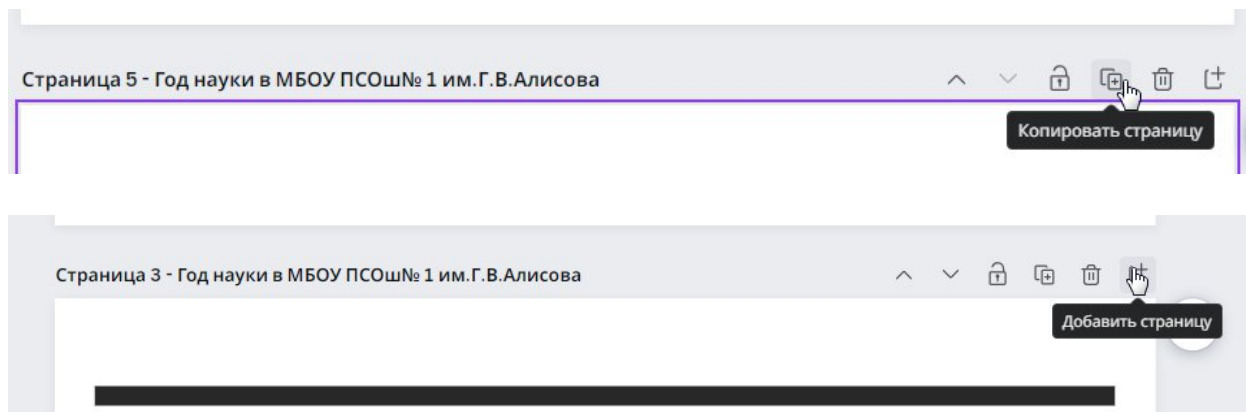 Страница 5 - Год науки в МБОУ ПСОш№ 1 им.Г.В.Алисова
Копировать страницу
Страница 3 - Год науки в МБОУ ПСОш№ 1 им.Г.В.Алисова
Добавить страницу